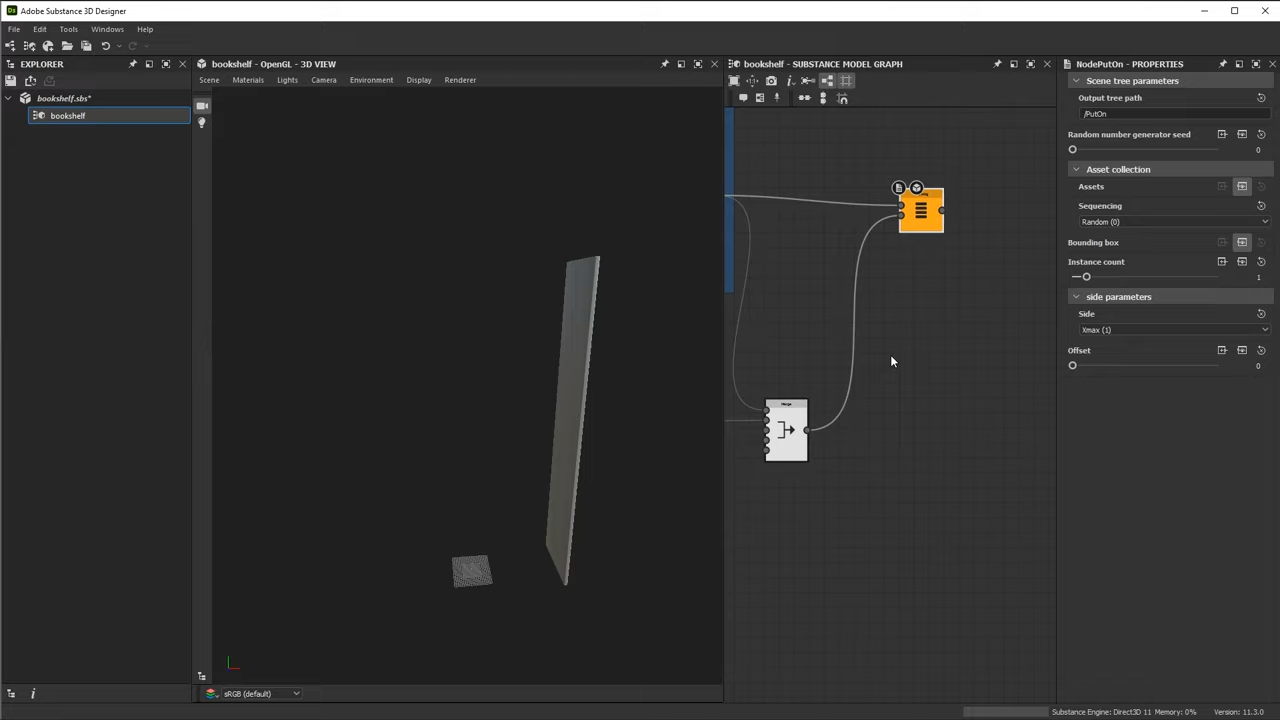 Adobe Substance 3D Designer
File Edit Tools Windows Help
EXPLORER
bookshelf - OpenGL - 3D VIEW
bookshelf - SUBSTANCE MODEL GRAPH
NodePutOn - PROPERTIES
Scene Materials Lights Camera Environment Display Renderer
bookshelf.sbs*
bookshelf
Scene tree parameters
Output tree path
/PutOn
Random number generator seed
0
Asset collection
Assets
Sequencing
Random (0)
Bounding box
Instance count
1
side parameters
Side
Xmax (1)
Offset
0
Merge
sRGB (default)
Substance Engine: Direct3D 11 Memory: 0% Version: 11.3.0